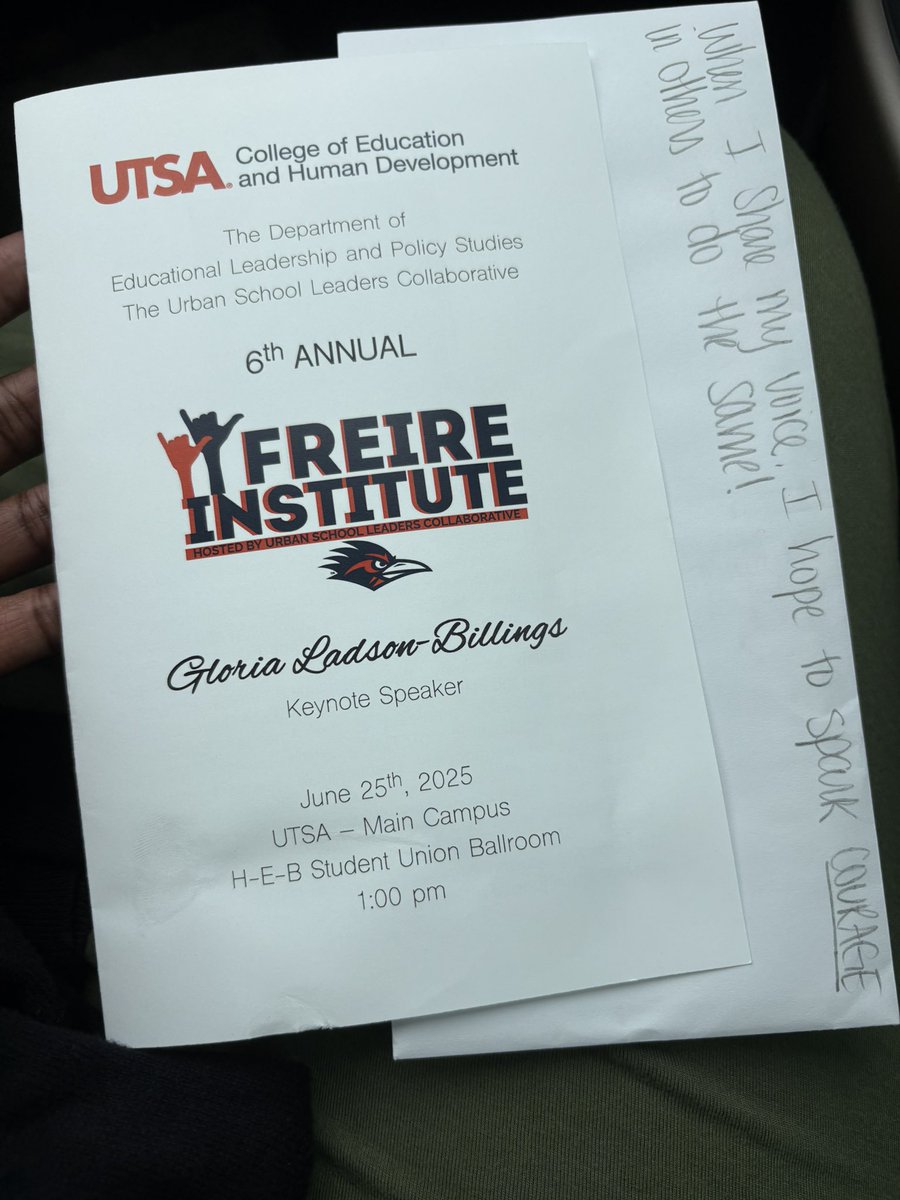 UTSA® College of Education
and Human Development
The Department of
Educational Leadership and Policy Studies
The Urban School Leaders Collaborative
6th ANNUAL
FREIRE
INSTITUTE
HOSTED BY URBAN SCHOOL LEADERS COLLABORATIVE
Gloria Ladson-Billings
Keynote Speaker
June 25th, 2025
UTSA – Main Campus
H-E-B Student Union Ballroom
1:00 pm
When I share my voice, I hope to spark COURAGE
in others to do the same!